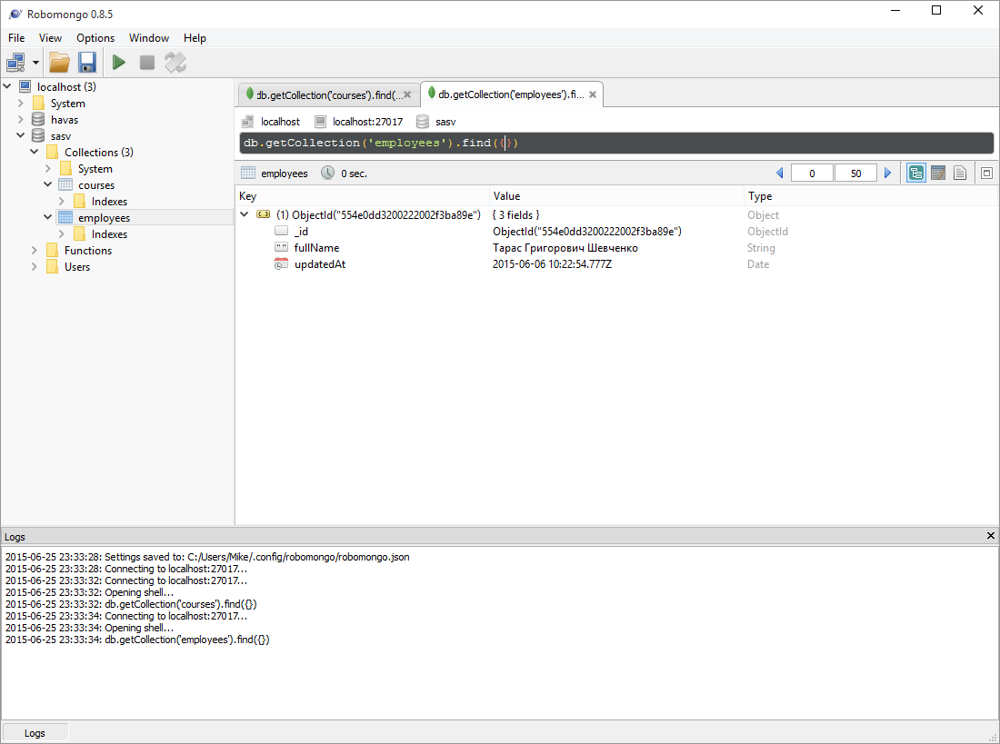 Robomongo 0.8.5
File View Options Window Help
localhost (3)
System
havas
sasv
Collections (3)
System
courses
Indexes
employees
Indexes
Functions
Users
db.getCollection('courses').find(...
db.getCollection('employees').fi...
localhost localhost:27017 sasv
db.getCollection('employees').find({})
employees 0 sec. 0 50
Key Value Type
(1) ObjectId("554e0dd3200222002f3ba89e") { 3 fields } Object
_id ObjectId("554e0dd3200222002f3ba89e") ObjectId
fullName Тарас Григорович Шевченко String
updatedAt 2015-06-06 10:22:54.777Z Date
Logs
2015-06-25 23:33:28: Settings saved to: C:/Users/Mike/.config/robomongo/robomongo.json
2015-06-25 23:33:28: Connecting to localhost:27017...
2015-06-25 23:33:32: Connecting to localhost:27017...
2015-06-25 23:33:32: Opening shell...
2015-06-25 23:33:32: db.getCollection('courses').find({})
2015-06-25 23:33:34: Connecting to localhost:27017...
2015-06-25 23:33:34: Opening shell...
2015-06-25 23:33:34: db.getCollection('employees').find({})
Logs